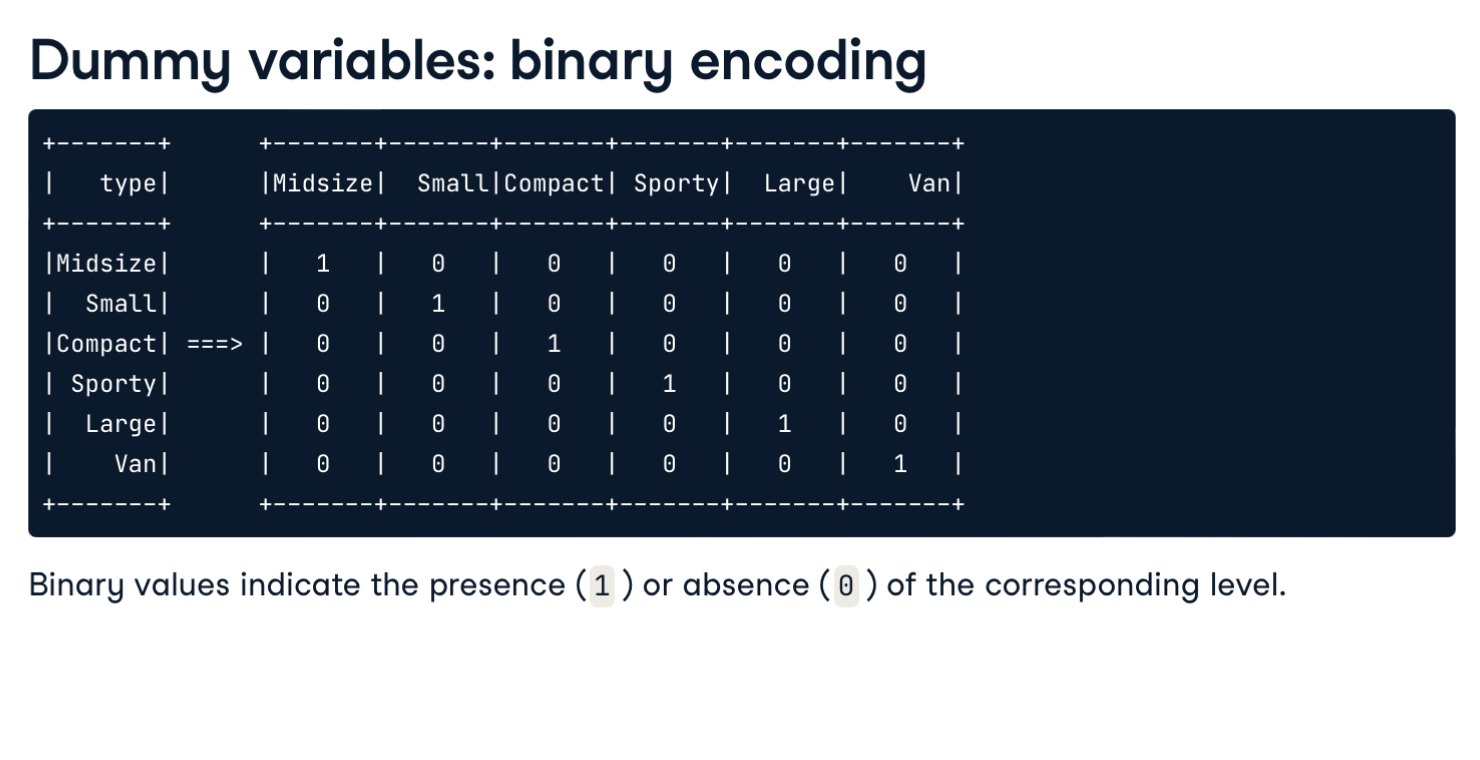 Dummy variables: binary encoding
+-------+      +-------+-------+-------+-------+-------+-------+
|   type|      |Midsize|  Small|Compact| Sporty|  Large|    Van|
+-------+      +-------+-------+-------+-------+-------+-------+
|Midsize|      |   1   |   0   |   0   |   0   |   0   |   0   |
|  Small|      |   0   |   1   |   0   |   0   |   0   |   0   |
|Compact| ===> |   0   |   0   |   1   |   0   |   0   |   0   |
| Sporty|      |   0   |   0   |   0   |   1   |   0   |   0   |
|  Large|      |   0   |   0   |   0   |   0   |   1   |   0   |
|    Van|      |   0   |   0   |   0   |   0   |   0   |   1   |
+-------+      +-------+-------+-------+-------+-------+-------+
Binary values indicate the presence ( 1 ) or absence ( 0 ) of the corresponding level.